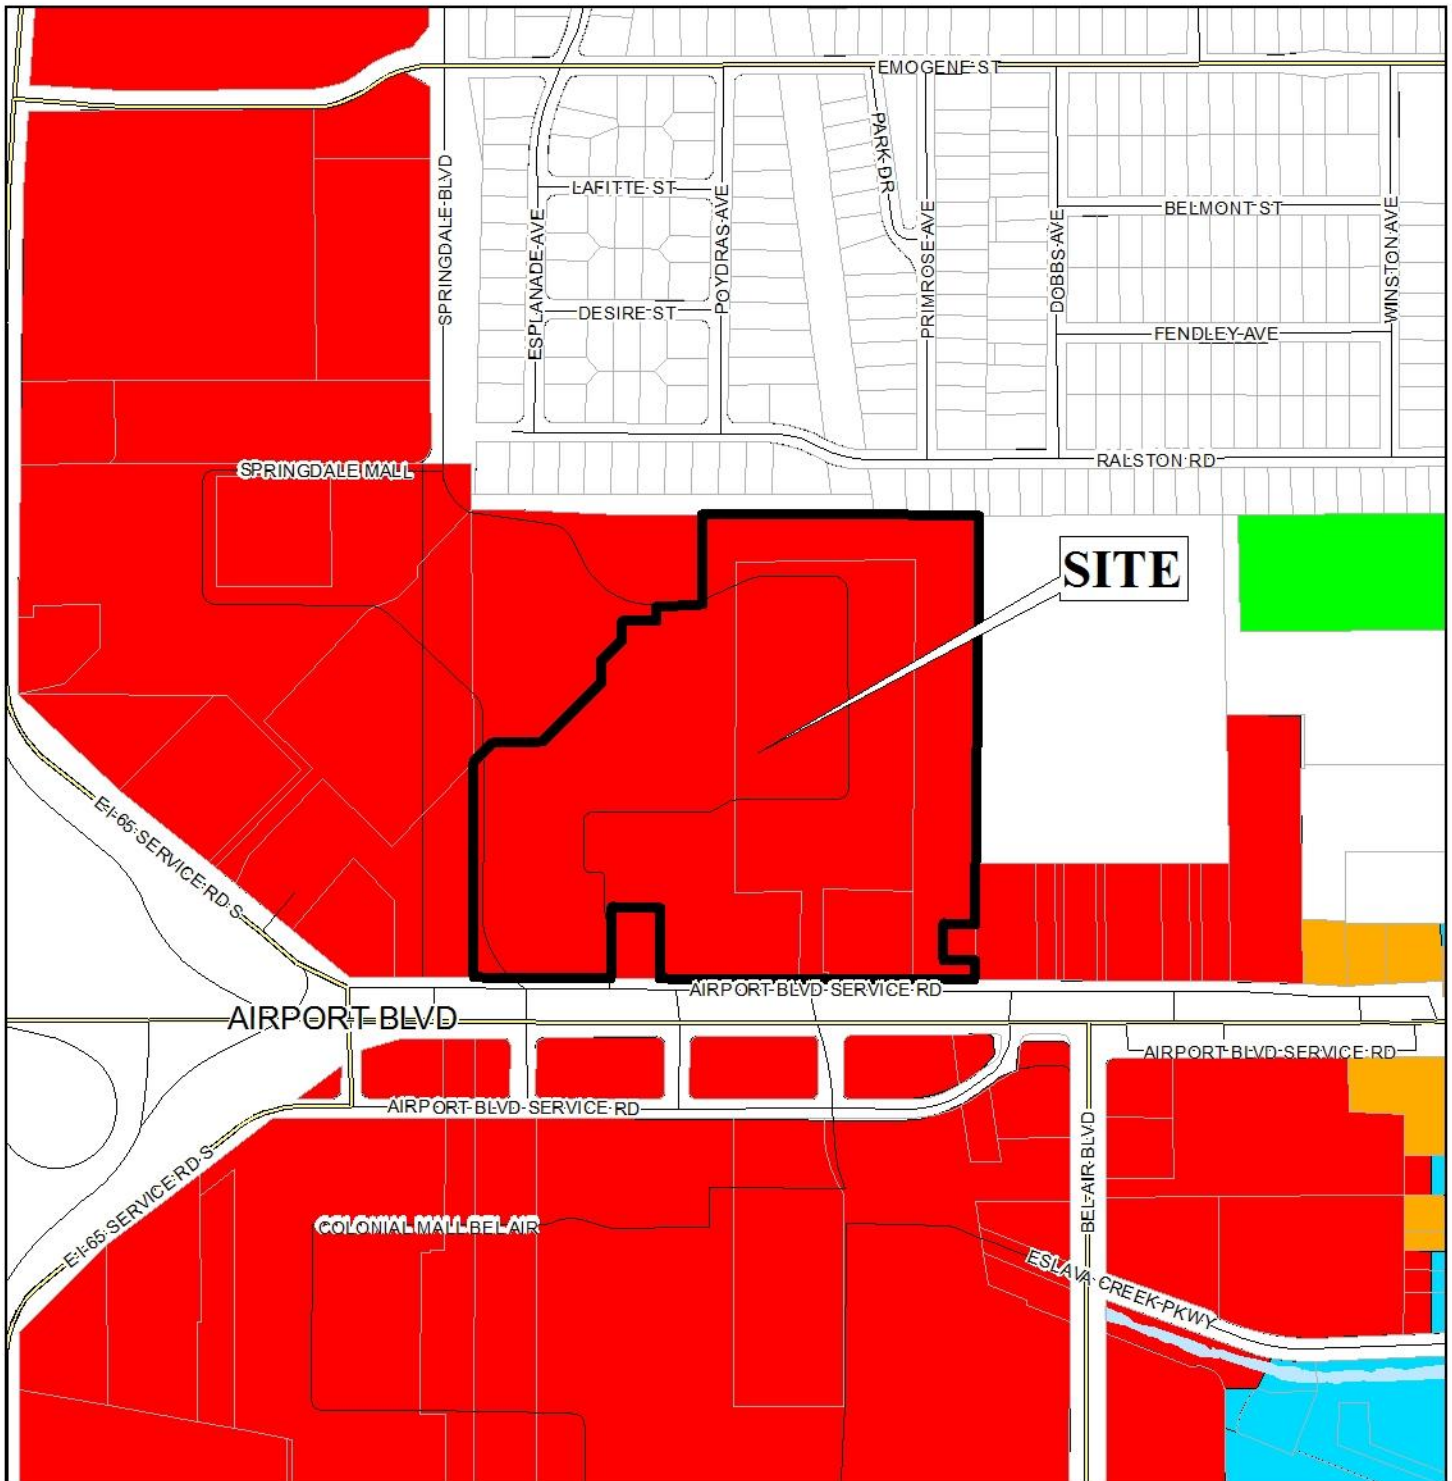 EMOGENE ST
PARK DR
SPRINGDALE BLVD
LAFITTE ST
POYDRAS AVE
ESPLANADE AVE
PRIMROSE AVE
DOBBS AVE
BELMONT ST
WINSTON AVE
DESIRE ST
FENDLEY AVE
SPRINGDALE MALL
RALSTON RD
SITE
E I-65 SERVICE RD S
AIRPORT BLVD SERVICE RD
AIRPORT BLVD
AIRPORT BLVD SERVICE RD
AIRPORT BLVD SERVICE RD
BEL AIR BLVD
E I-65 SERVICE RD S
COLONIAL MALL BEL AIR
ESLAVA CREEK PKWY